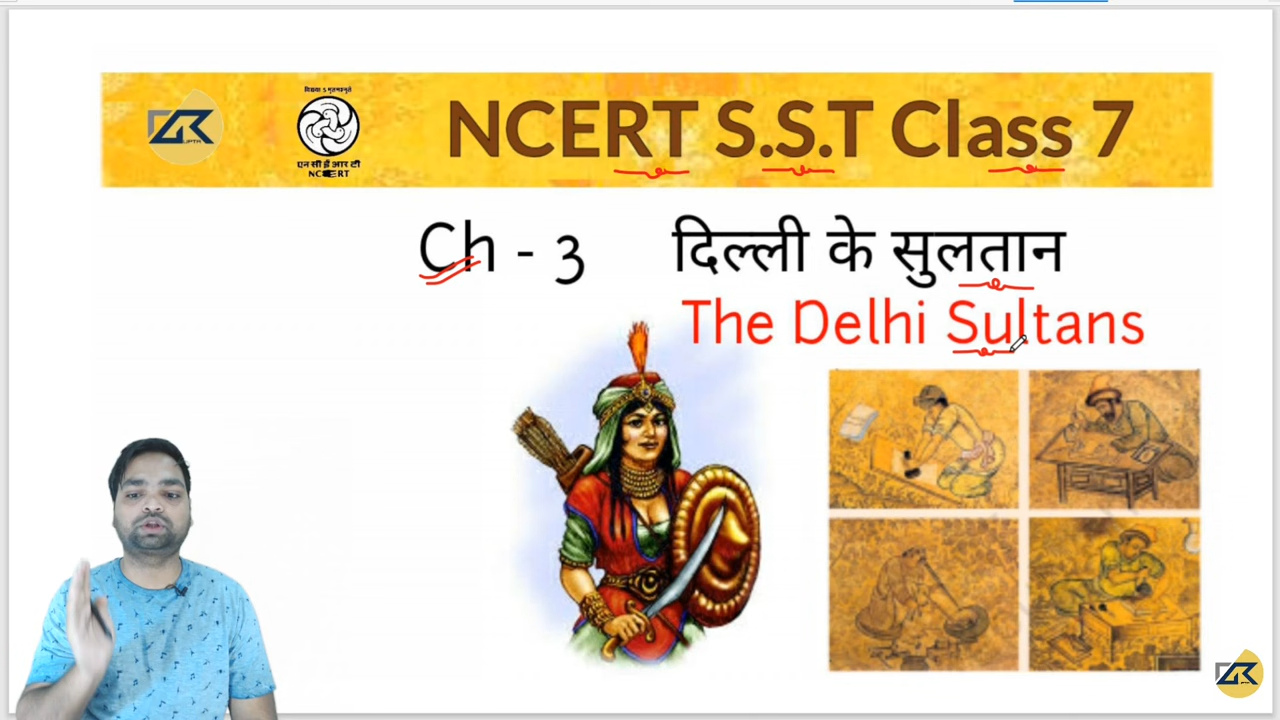 NCERT S.S.T Class 7
एन सी ई आर टी
NCERT
Ch - 3 दिल्ली के सुलतान
The Delhi Sultans